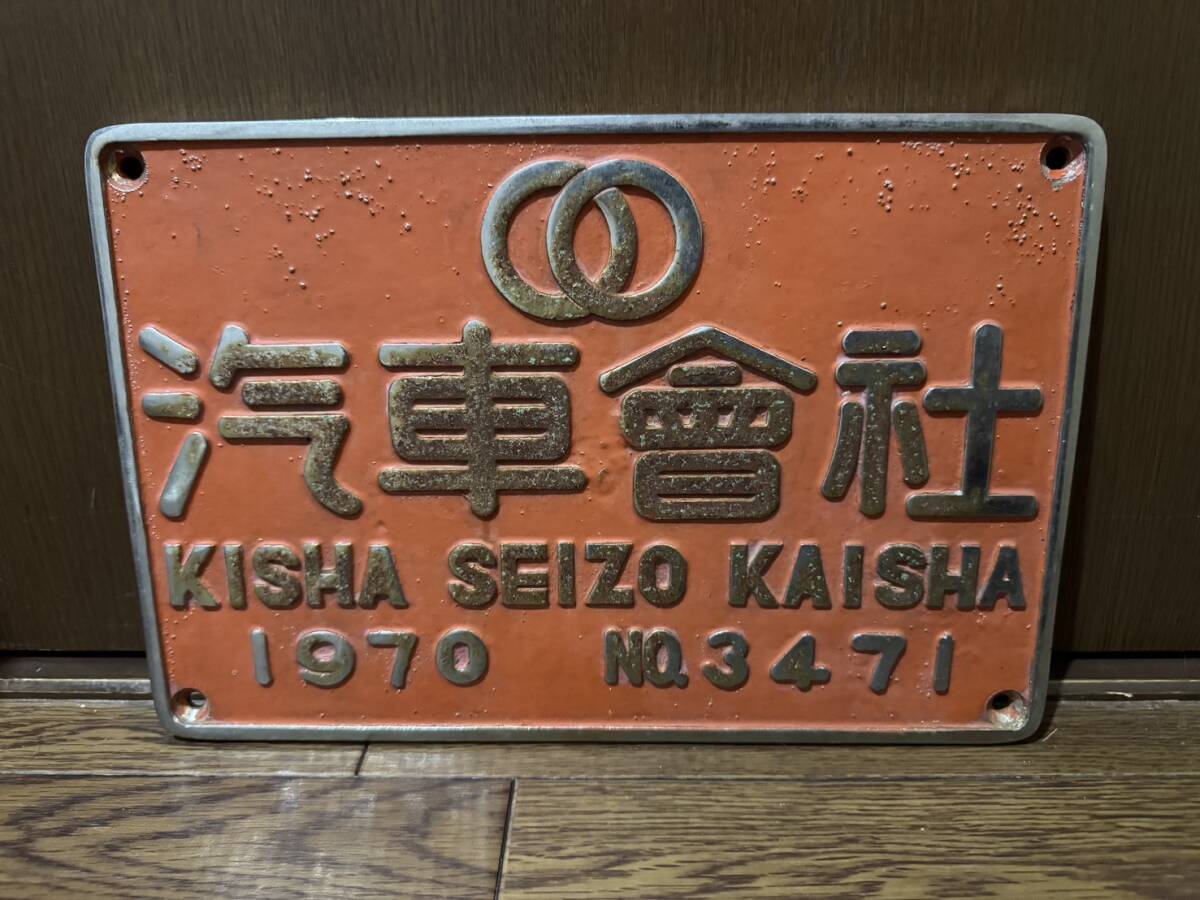 汽車會社
KISHA SEIZO KAISHA
1970 NO.3471